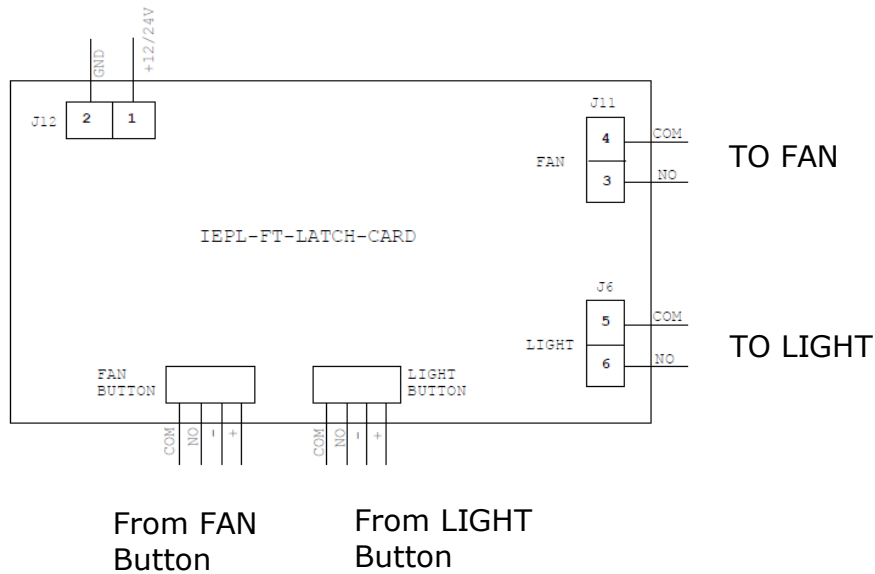 GND
+12/24V
J12
2
1
J11
4
COM
FAN
3
NO
TO FAN
IEPL-FT-LATCH-CARD
J6
5
COM
LIGHT
6
NO
TO LIGHT
FAN
BUTTON
LIGHT
BUTTON
COM
NO
-
+
COM
NO
-
+
From FAN
Button
From LIGHT
Button